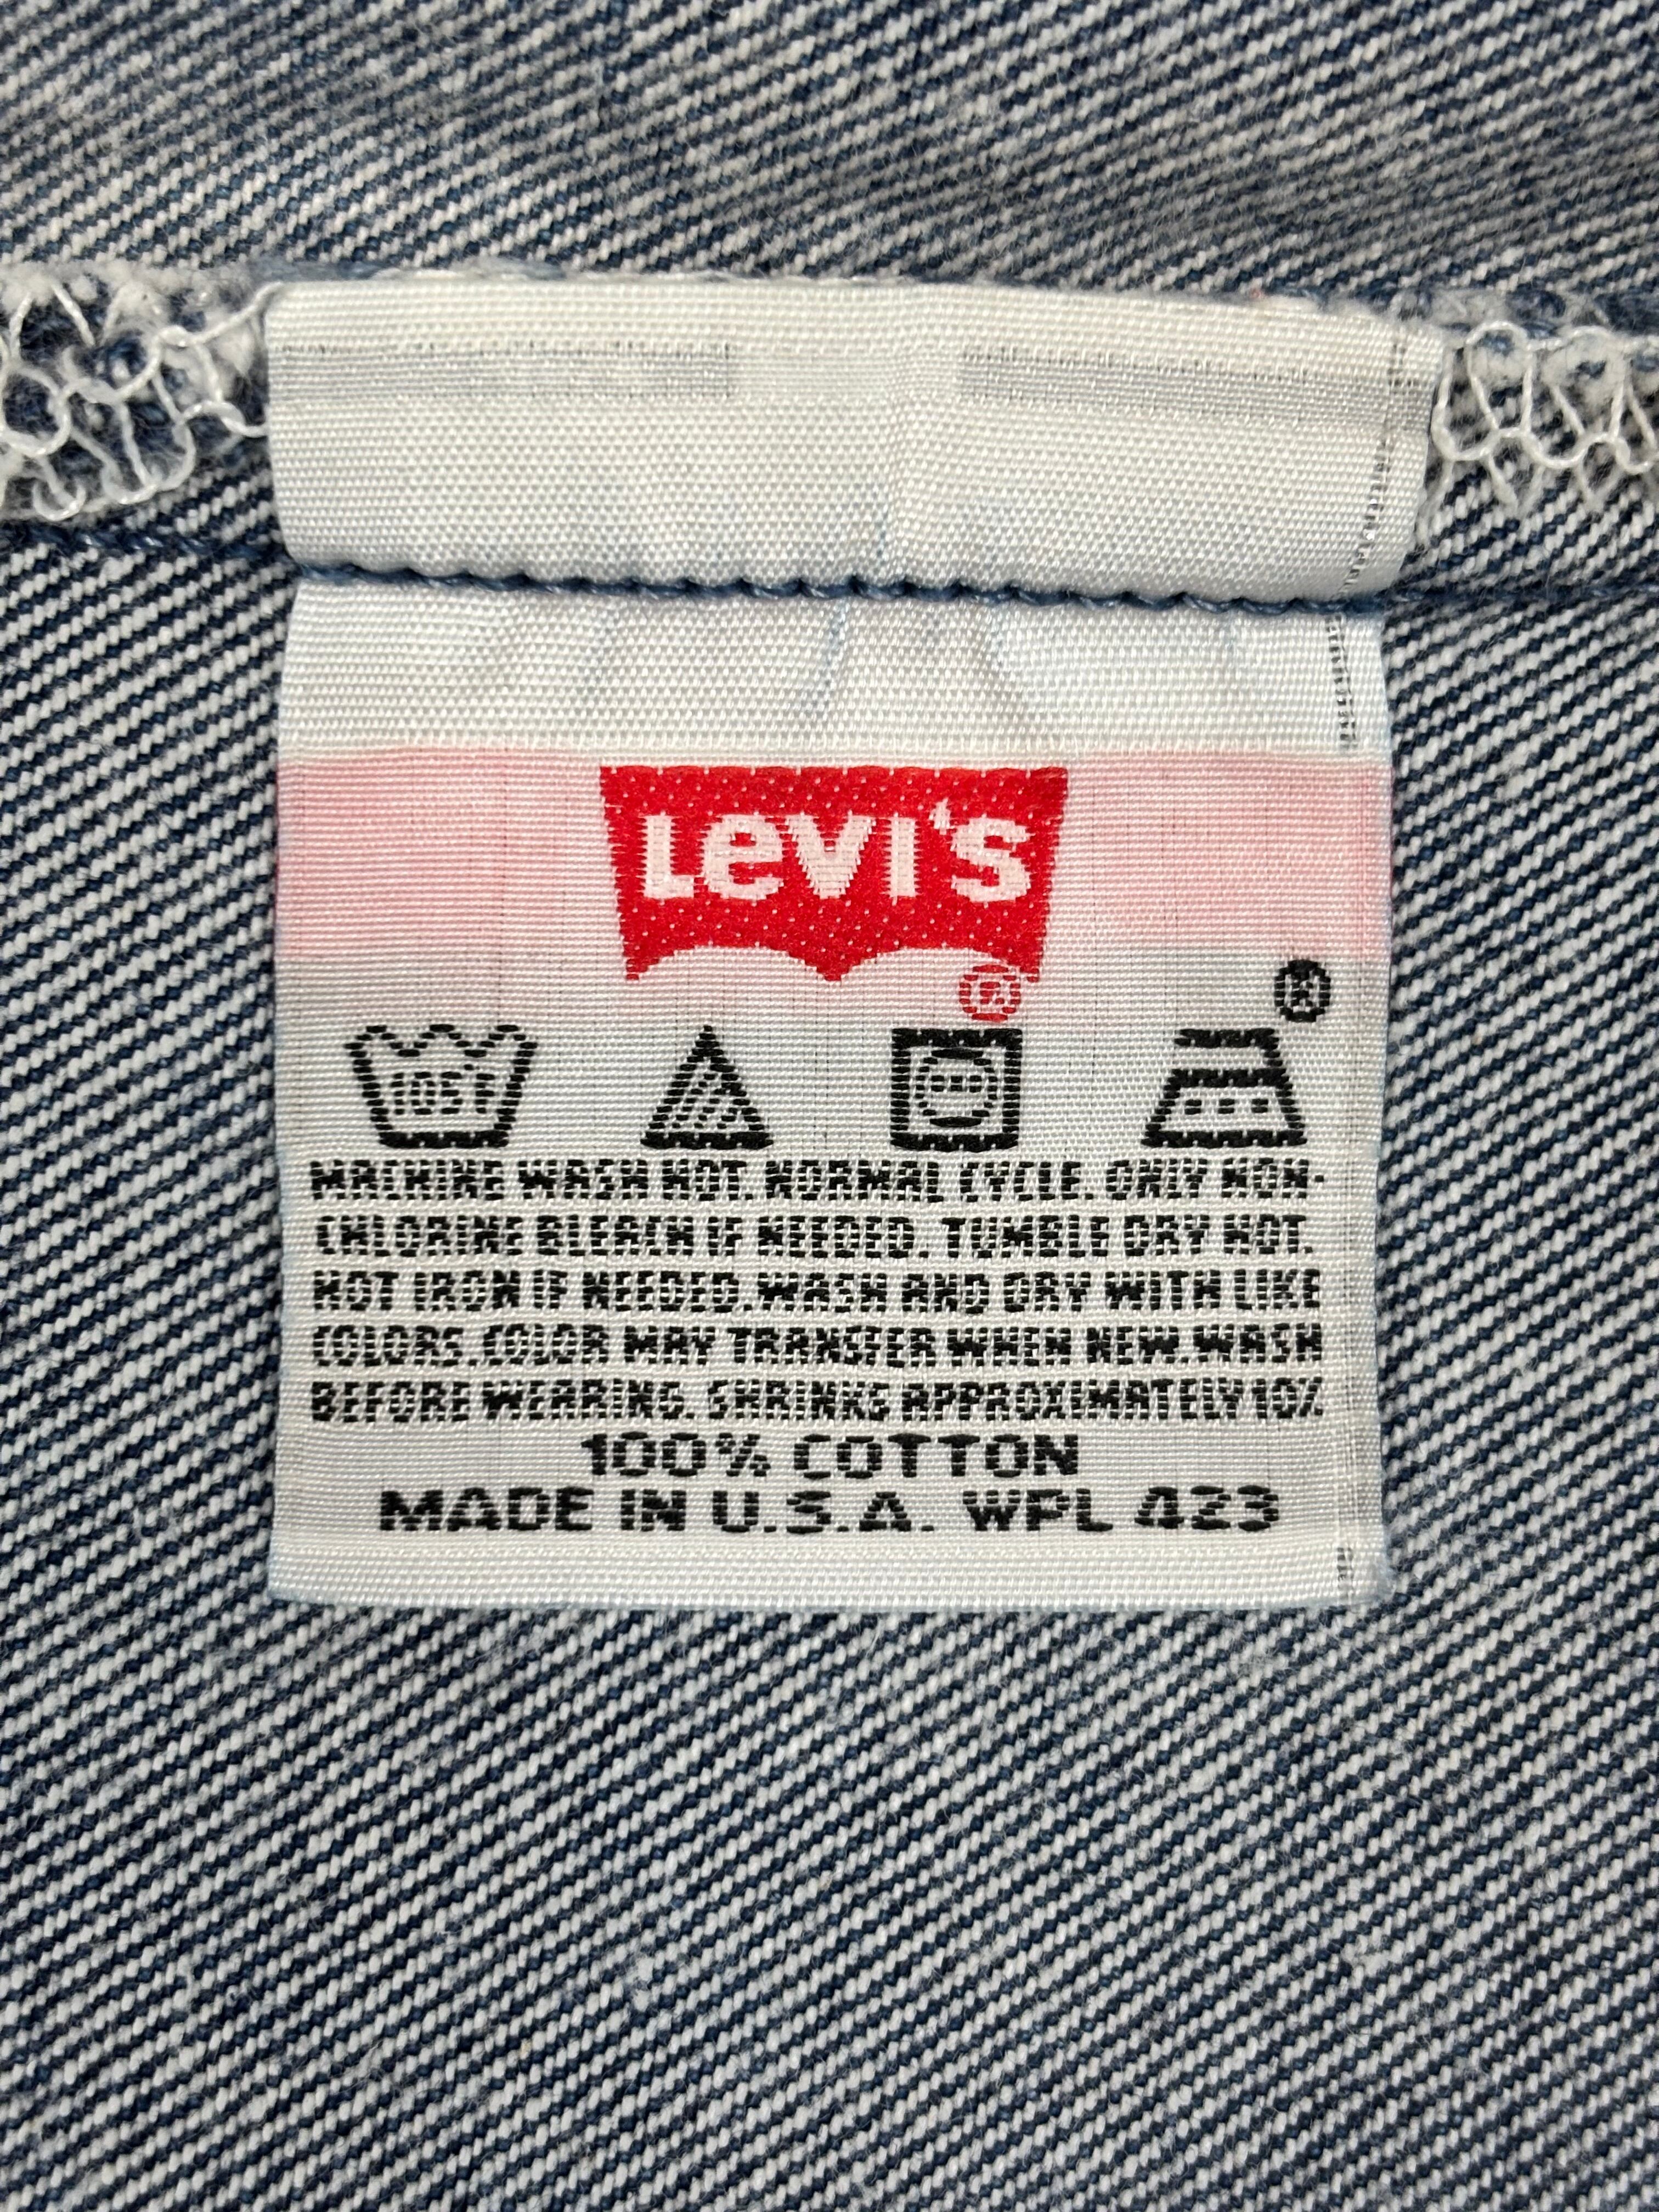 LEVI'S
®
®
105°F
MACHINE WASH HOT. NORMAL CYCLE. ONLY NON-
CHLORINE BLEACH IF NEEDED. TUMBLE DRY HOT.
HOT IRON IF NEEDED. WASH AND DRY WITH LIKE
COLORS. COLOR MAY TRANSFER WHEN NEW. WASH
BEFORE WEARING. SHRINKS APPROXIMATELY 10%
100% COTTON
MADE IN U.S.A. WPL 423